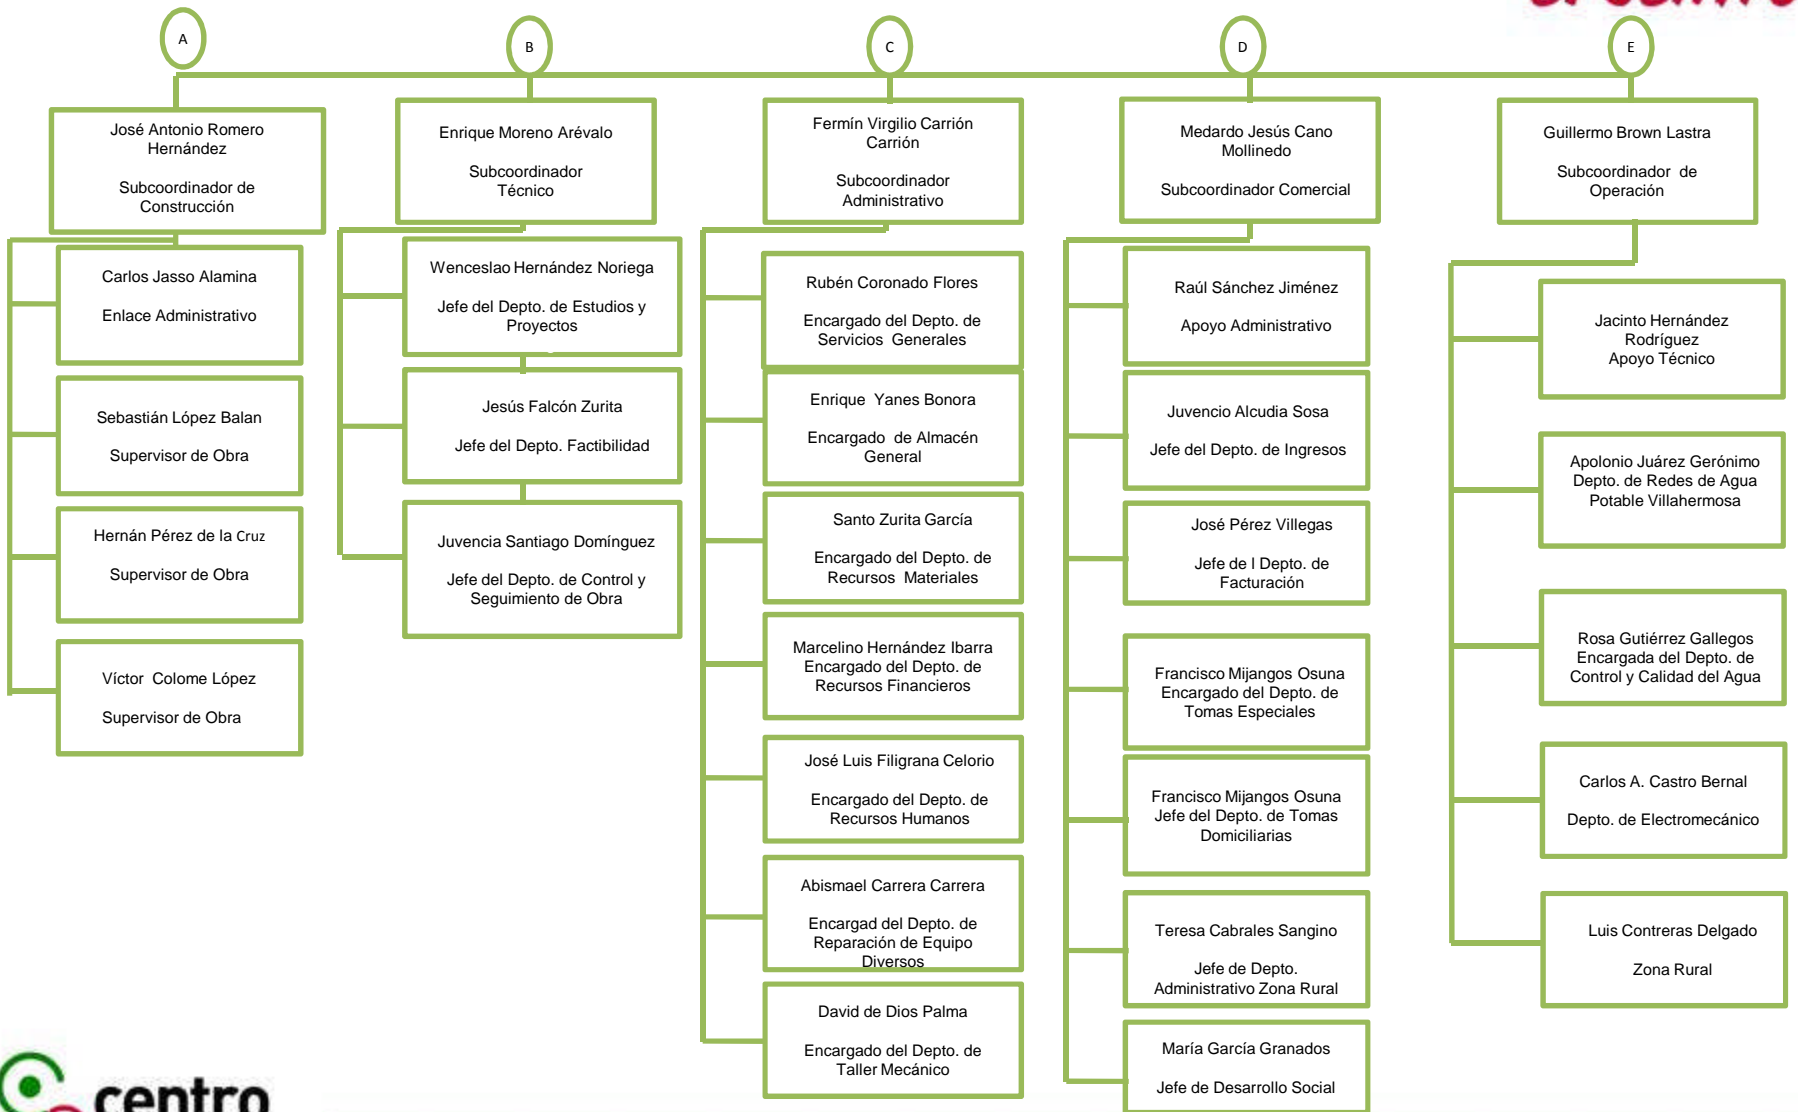 A
B
C
D
E
José Antonio Romero
Hernández
Subcoordinador de
Construcción
Carlos Jasso Alamina
Enlace Administrativo
Sebastián López Balan
Supervisor de Obra
Hernán Pérez de la Cruz
Supervisor de Obra
Víctor Colome López
Supervisor de Obra
Enrique Moreno Arévalo
Subcoordinador
Técnico
Wenceslao Hernández Noriega
Jefe del Depto. de Estudios y
Proyectos
Jesús Falcón Zurita
Jefe del Depto. Factibilidad
Juvencia Santiago Domínguez
Jefe del Depto. de Control y
Seguimiento de Obra
Fermín Virgilio Carrión
Carrión
Subcoordinador
Administrativo
Rubén Coronado Flores
Encargado del Depto. de
Servicios Generales
Enrique Yanes Bonora
Encargado de Almacén
General
Santo Zurita García
Encargado del Depto. de
Recursos Materiales
Marcelino Hernández Ibarra
Encargado del Depto. de
Recursos Financieros
José Luis Filigrana Celorio
Encargado del Depto. de
Recursos Humanos
Abismael Carrera Carrera
Encargad del Depto. de
Reparación de Equipo
Diversos
David de Dios Palma
Encargado del Depto. de
Taller Mecánico
Medardo Jesús Cano
Mollinedo
Subcoordinador Comercial
Raúl Sánchez Jiménez
Apoyo Administrativo
Juvencio Alcudia Sosa
Jefe del Depto. de Ingresos
José Pérez Villegas
Jefe de l Depto. de
Facturación
Francisco Mijangos Osuna
Encargado del Depto. de
Tomas Especiales
Francisco Mijangos Osuna
Jefe del Depto. de Tomas
Domiciliarias
Teresa Cabrales Sangino
Jefe de Depto.
Administrativo Zona Rural
María García Granados
Jefe de Desarrollo Social
Guillermo Brown Lastra
Subcoordinador de
Operación
Jacinto Hernández
Rodríguez
Apoyo Técnico
Apolonio Juárez Gerónimo
Depto. de Redes de Agua
Potable Villahermosa
Rosa Gutiérrez Gallegos
Encargada del Depto. de
Control y Calidad del Agua
Carlos A. Castro Bernal
Depto. de Electromecánico
Luis Contreras Delgado
Zona Rural
centro